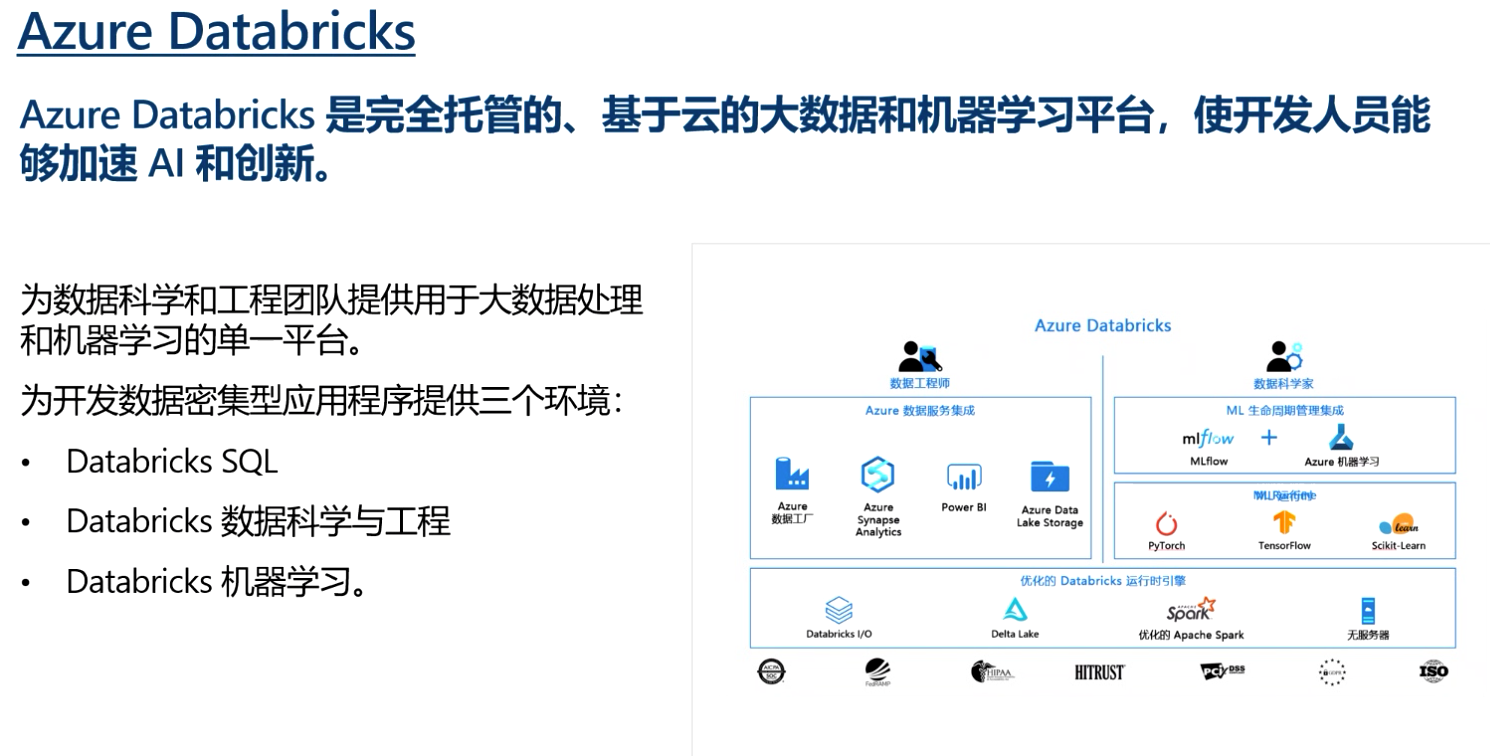 Azure Databricks
Azure Databricks 是完全托管的、基于云的大数据和机器学习平台，使开发人员能
够加速 AI 和创新。
为数据科学和工程团队提供用于大数据处理
和机器学习的单一平台。
为开发数据密集型应用程序提供三个环境：
• Databricks SQL
• Databricks 数据科学与工程
• Databricks 机器学习。
Azure Databricks
数据工程师
数据科学家
Azure 数据服务集成
Azure
数据工厂
Azure
Synapse
Analytics
Power BI
Azure Data
Lake Storage
ML 生命周期管理集成
mlflow
+
MLflow
Azure 机器学习
PyTorch
TensorFlow
learn
Scikit-Learn
优化的 Databricks 运行时引擎
Databricks I/O
Delta Lake
APACHE
Spark
优化的 Apache Spark
无服务器
AICPA
SOC
FedRAMP
HIPAA
HITRUST
PCI DSS
GDPR
ISO